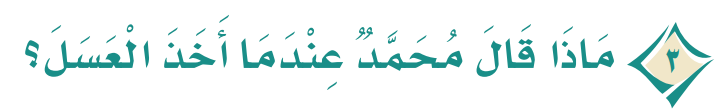 ٣ مَاذَا قَالَ مُحَمَّدٌ عِنْدَمَا أَخَذَ الْعَسَلَ؟